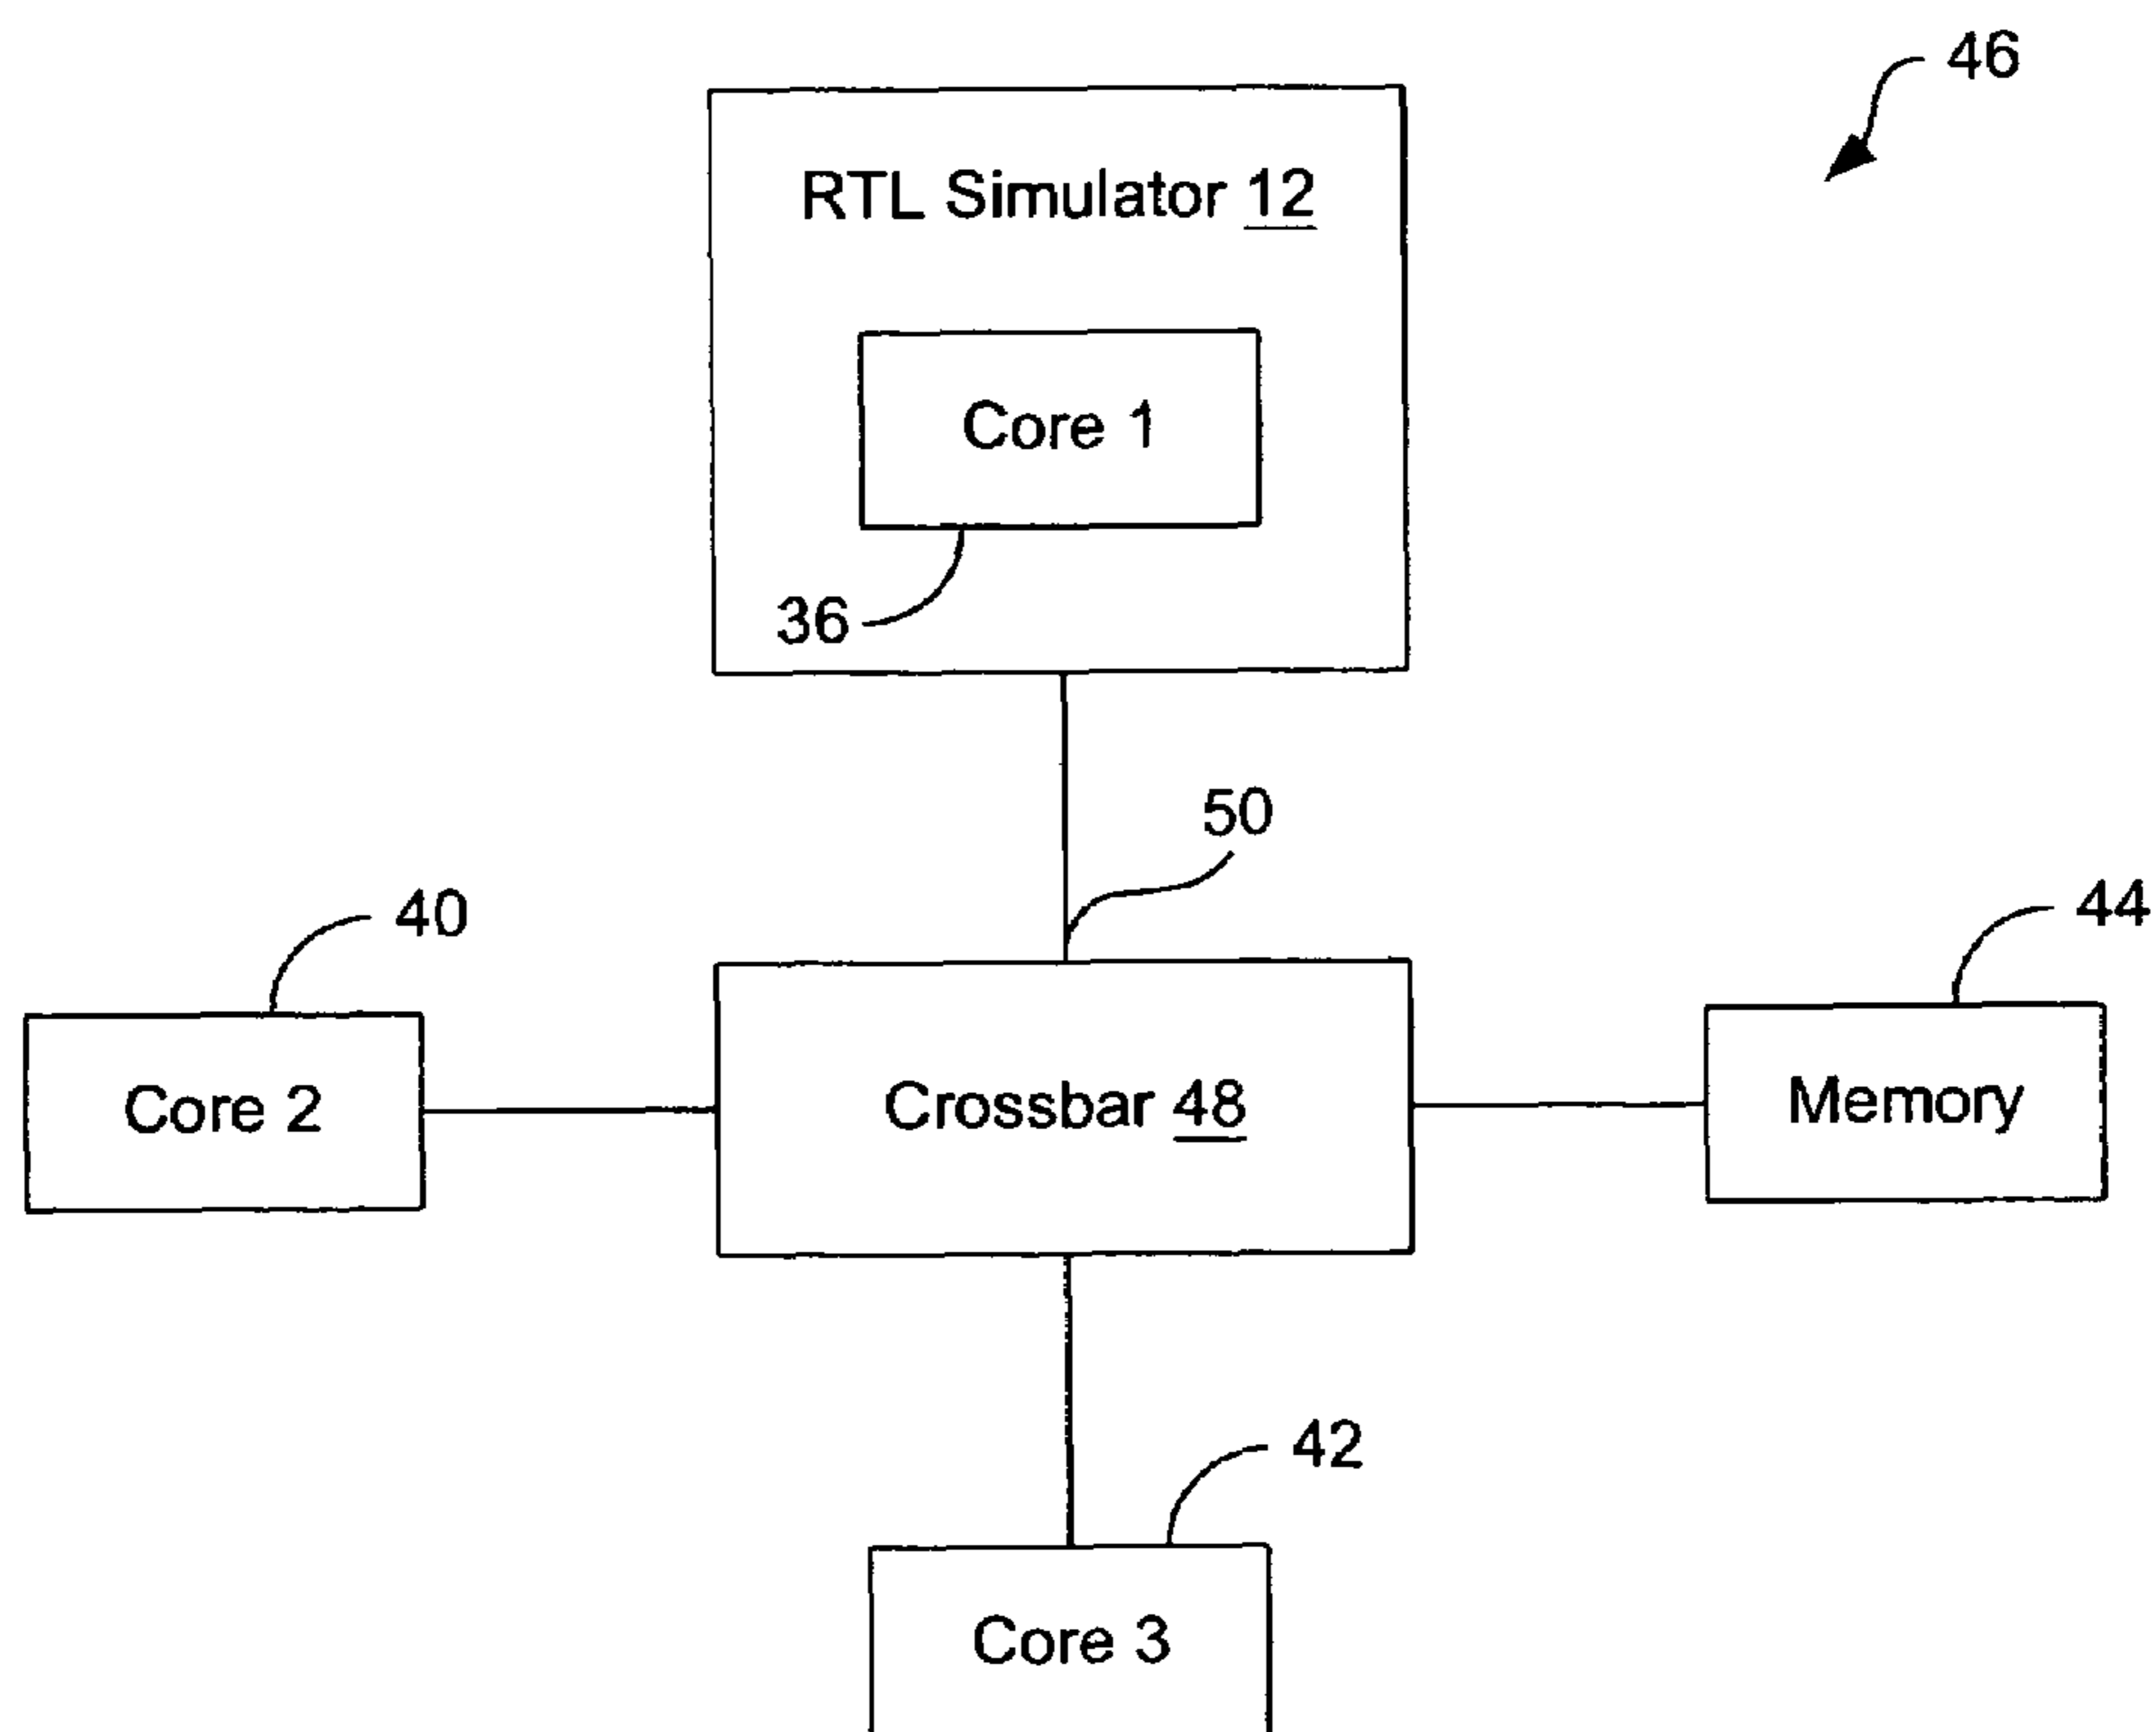 46
RTL Simulator 12
Core 1
36
50
40
44
Core 2
Crossbar 48
Memory
42
Core 3